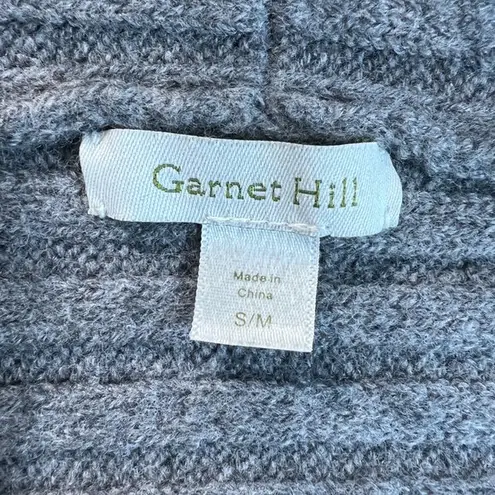 Garnet Hill
Made in
China
S/M